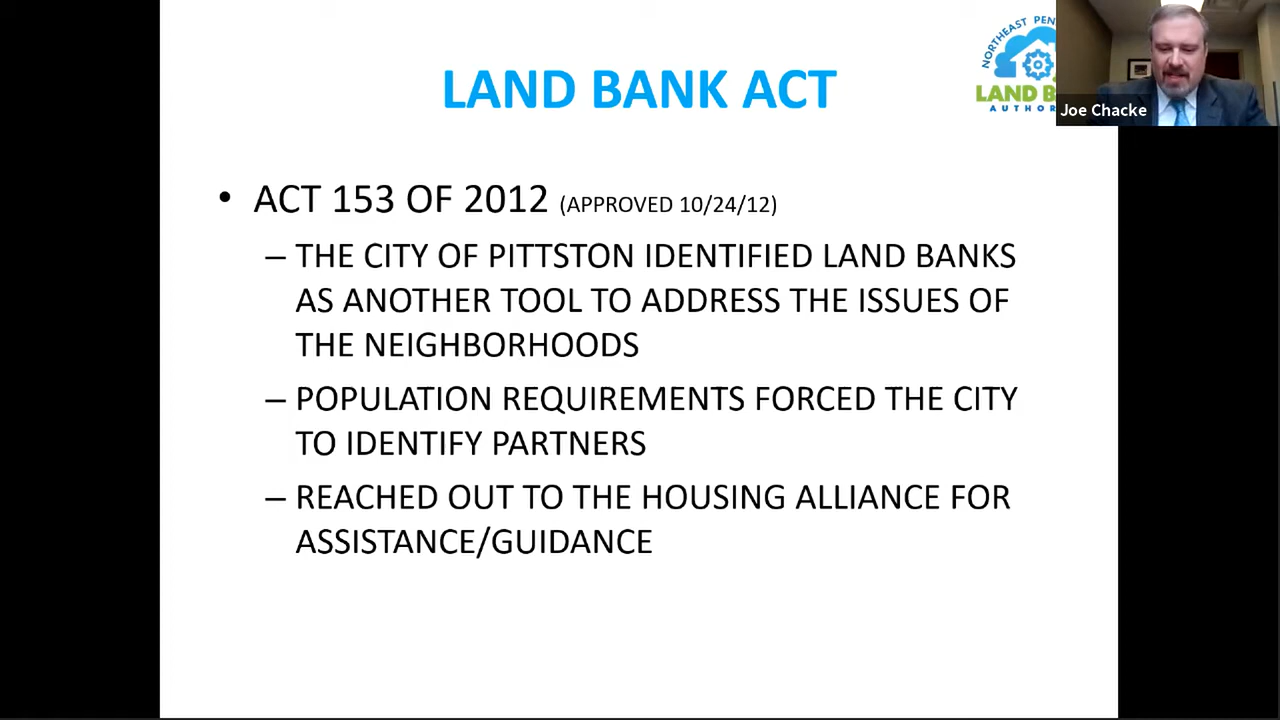 LAND BANK ACT
NORTHEAST
LAND
Joe Chacke
• ACT 153 OF 2012 (APPROVED 10/24/12)
– THE CITY OF PITTSTON IDENTIFIED LAND BANKS
AS ANOTHER TOOL TO ADDRESS THE ISSUES OF
THE NEIGHBORHOODS
– POPULATION REQUIREMENTS FORCED THE CITY
TO IDENTIFY PARTNERS
– REACHED OUT TO THE HOUSING ALLIANCE FOR
ASSISTANCE/GUIDANCE